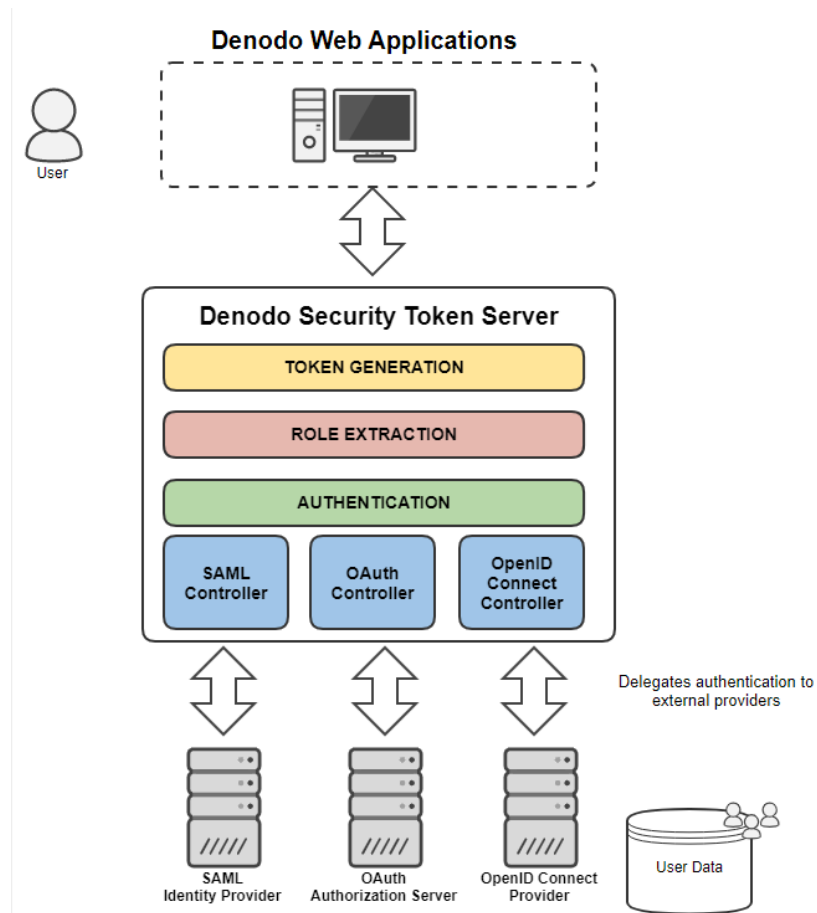 Denodo Web Applications
User
Denodo Security Token Server
TOKEN GENERATION
ROLE EXTRACTION
AUTHENTICATION
SAML
Controller
OAuth
Controller
OpenID
Connect
Controller
Delegates authentication to
external providers
SAML
Identity Provider
OAuth
Authorization Server
OpenID Connect
Provider
User Data